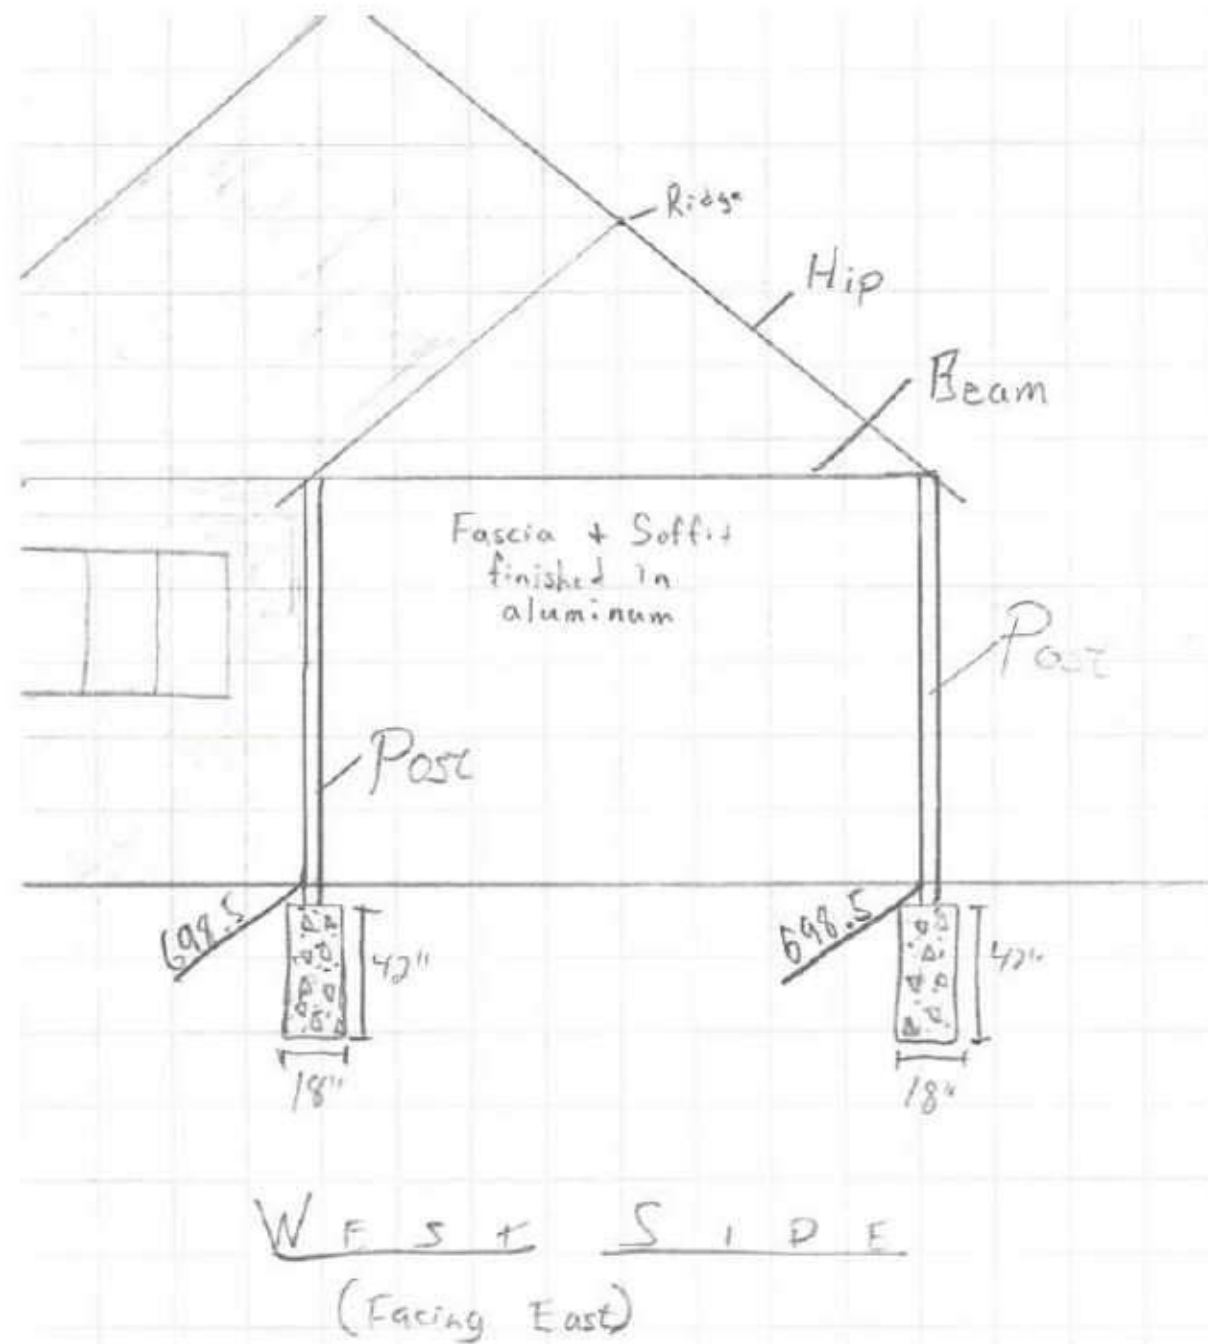 Ridge
Hip
Beam
Fascia + Soffit
finished in
aluminum
Post
Post
698.5
42"
698.5
42"
18"
18"
WEST SIDE
(Facing East)